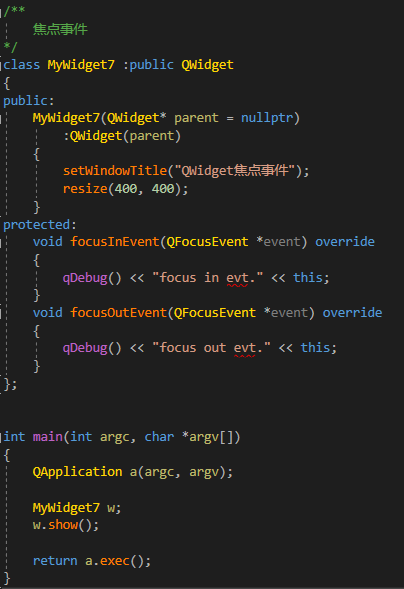 /**
焦点事件
*/
class MyWidget7 :public QWidget
{
public:
MyWidget7(QWidget* parent = nullptr)
:QWidget(parent)
{
setWindowTitle("QWidget焦点事件");
resize(400, 400);
}
protected:
void focusInEvent(QFocusEvent *event) override
{
qDebug() << "focus in evt." << this;
}
void focusOutEvent(QFocusEvent *event) override
{
qDebug() << "focus out evt." << this;
}
};
int main(int argc, char *argv[])
{
QApplication a(argc, argv);
MyWidget7 w;
w.show();
return a.exec();
}